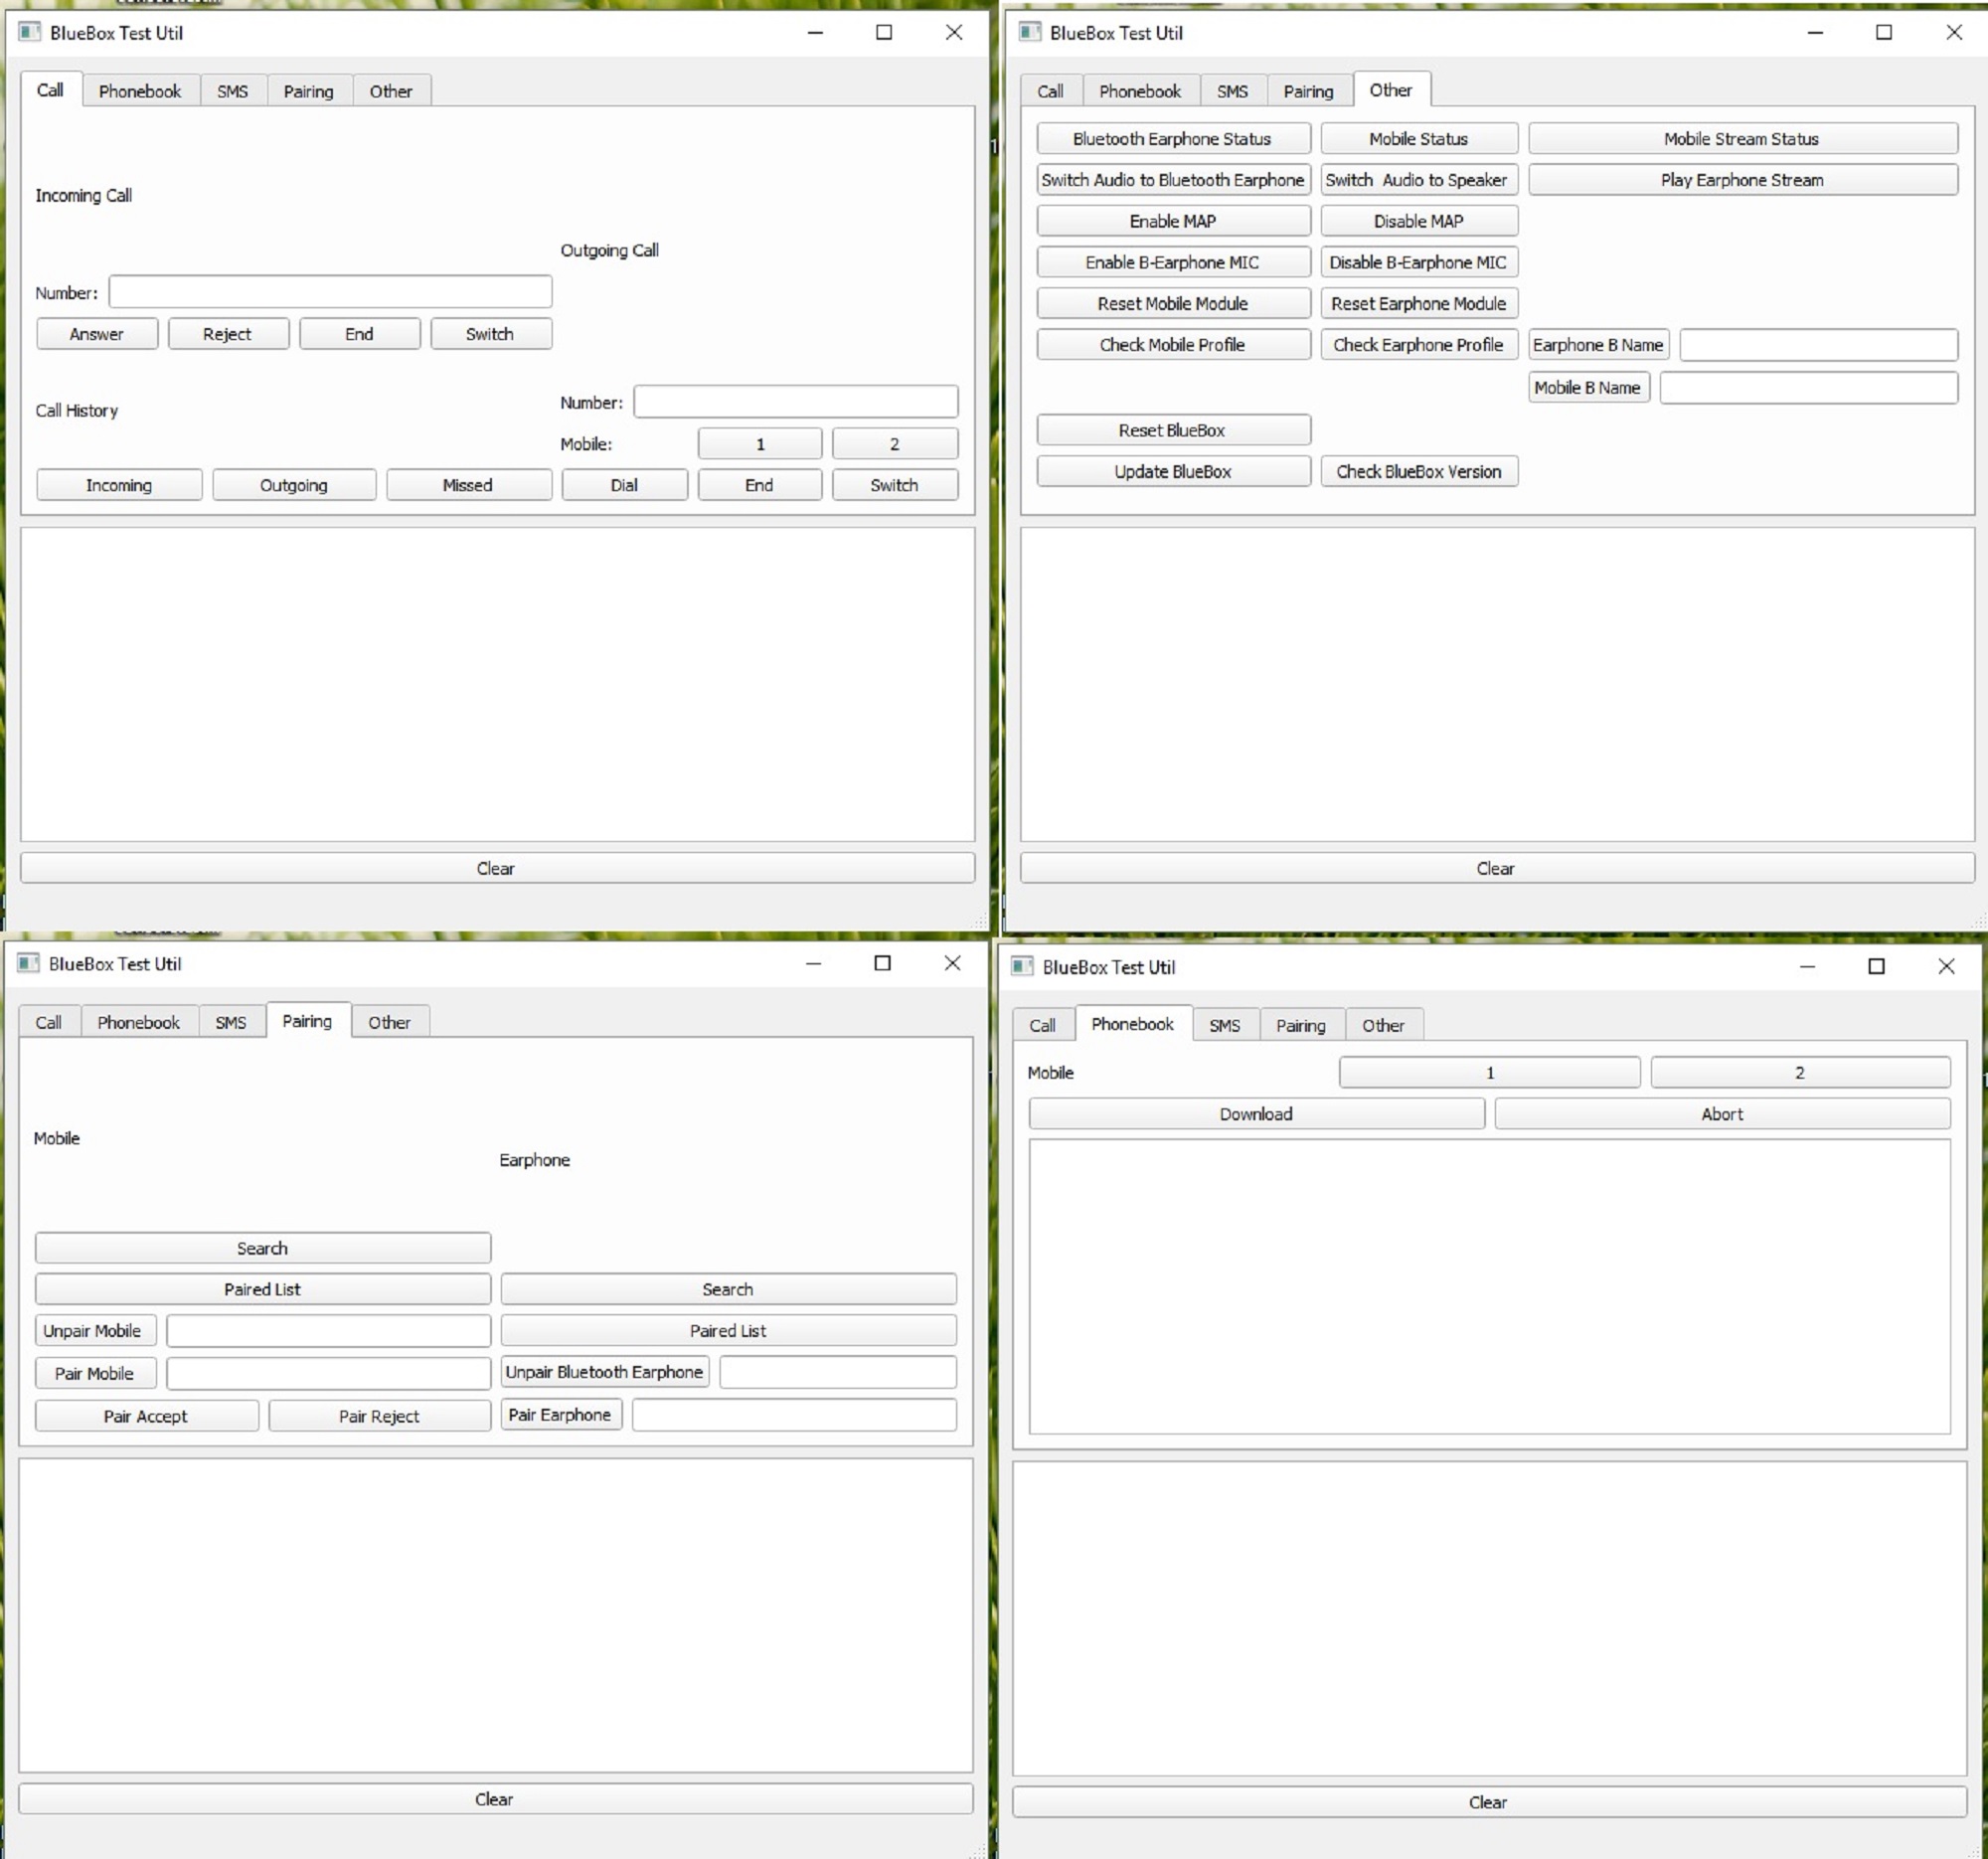 BlueBox Test Util
Call Phonebook SMS Pairing Other
Incoming Call
Outgoing Call
Number:
Answer Reject End Switch
Call History
Number:
Mobile: 1 2
Incoming Outgoing Missed Dial End Switch
Clear
BlueBox Test Util
Call Phonebook SMS Pairing Other
Bluetooth Earphone Status Mobile Status Mobile Stream Status
Switch Audio to Bluetooth Earphone Switch Audio to Speaker Play Earphone Stream
Enable MAP Disable MAP
Enable B-Earphone MIC Disable B-Earphone MIC
Reset Mobile Module Reset Earphone Module
Check Mobile Profile Check Earphone Profile Earphone B Name
Mobile B Name
Reset BlueBox
Update BlueBox Check BlueBox Version
Clear
BlueBox Test Util
Call Phonebook SMS Pairing Other
Mobile
Earphone
Search
Paired List Search
Unpair Mobile Paired List
Pair Mobile Unpair Bluetooth Earphone
Pair Accept Pair Reject Pair Earphone
Clear
BlueBox Test Util
Call Phonebook SMS Pairing Other
Mobile 1 2
Download Abort
Clear